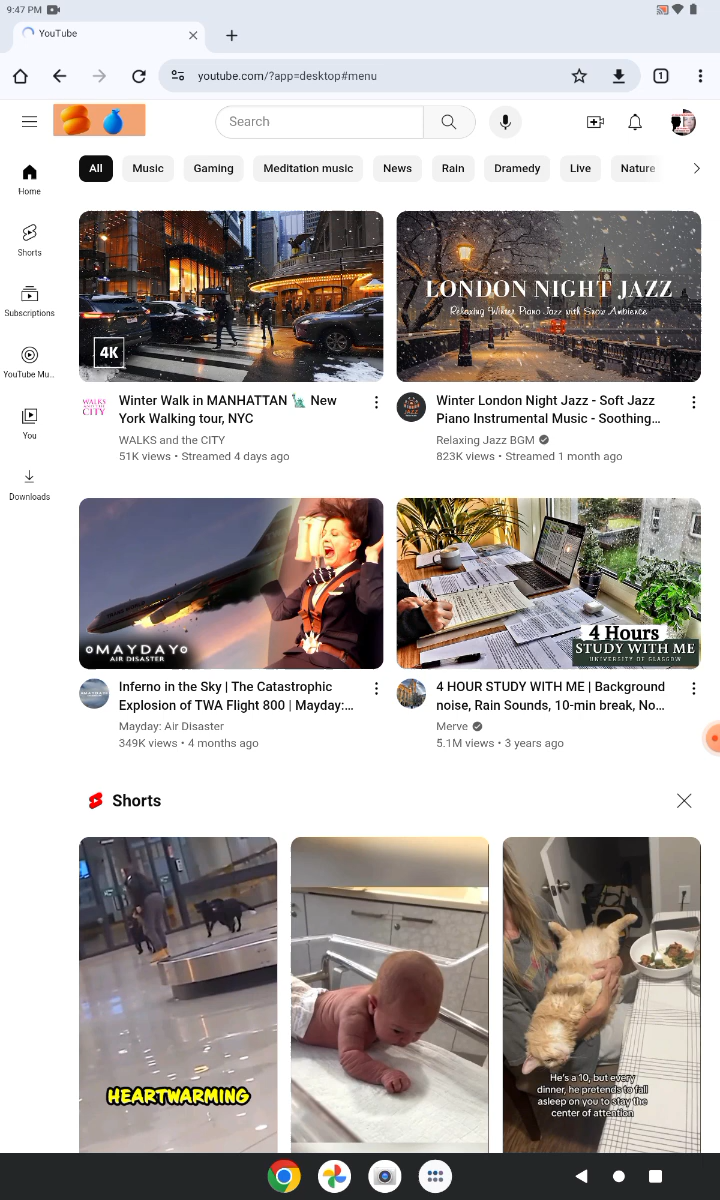 9:47 PM
YouTube
youtube.com/?app=desktop#menu
1
Search
All
Music
Gaming
Meditation music
News
Rain
Dramedy
Live
Nature
Home
Shorts
Subscriptions
YouTube Mu...
You
Downloads
4K
LONDON NIGHT JAZZ
Relaxing Winter Piano Jazz with Snow Ambience
WALKS
and the
CITY
Winter Walk in MANHATTAN 🗽 New
York Walking tour, NYC
WALKS and the CITY
51K views • Streamed 4 days ago
Winter London Night Jazz - Soft Jazz
Piano Instrumental Music - Soothing...
Relaxing Jazz BGM
823K views • Streamed 1 month ago
MAYDAY
AIR DISASTER
4 Hours
STUDY WITH ME
UNIVERSITY OF GLASGOW
Inferno in the Sky | The Catastrophic
Explosion of TWA Flight 800 | Mayday:...
Mayday: Air Disaster
349K views • 4 months ago
4 HOUR STUDY WITH ME | Background
noise, Rain Sounds, 10-min break, No...
Merve
5.1M views • 3 years ago
Shorts
HEARTWARMING
He's a 10, but every
dinner, he pretends to fall
asleep on you to stay the
center of attention